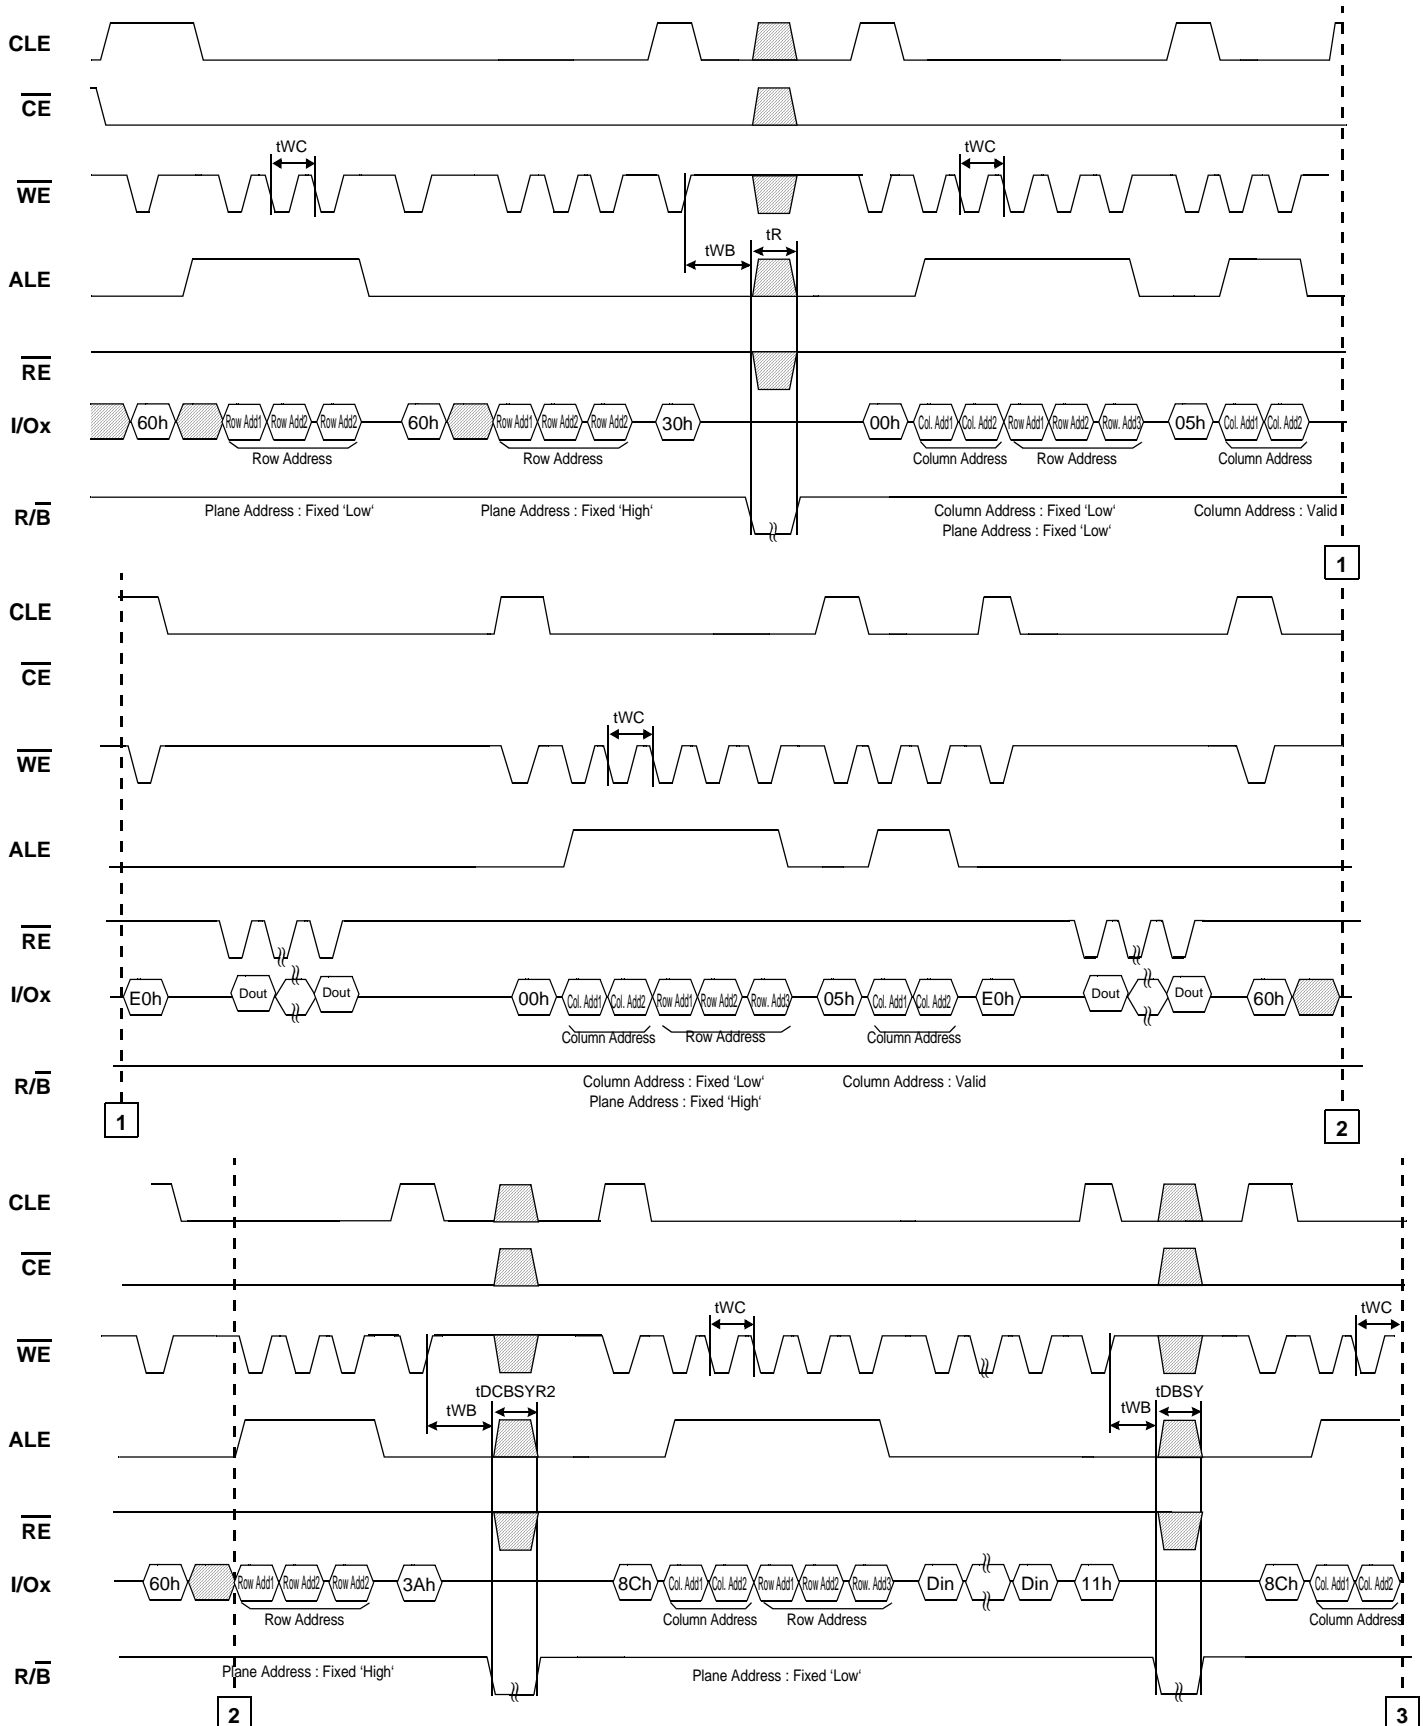 CLE
CE
tWC tWC
WE
tWB tR
ALE
RE
I/Ox 60h Row Add1 Row Add2 Row Add2 60h Row Add1 Row Add2 Row Add2 30h 00h Col. Add1 Col. Add2 Row Add1 Row Add2 Row. Add3 05h Col. Add1 Col. Add2
Row Address Row Address Column Address Row Address Column Address
R/B Plane Address : Fixed ‘Low‘ Plane Address : Fixed ‘High‘ Column Address : Fixed ‘Low‘ Column Address : Valid
Plane Address : Fixed ‘Low‘
1
CLE
CE
tWC
WE
ALE
RE
I/Ox E0h Dout Dout 00h Col. Add1 Col. Add2 Row Add1 Row Add2 Row. Add3 05h Col. Add1 Col. Add2 E0h Dout Dout 60h
Column Address Row Address Column Address
R/B Column Address : Fixed ‘Low‘ Column Address : Valid
Plane Address : Fixed ‘High‘
1 2
CLE
CE
tWC tWC
WE
tDCBSYR2 tDBSY
tWB tWB
ALE
RE
I/Ox 60h Row Add1 Row Add2 Row Add2 3Ah 8Ch Col. Add1 Col. Add2 Row Add1 Row Add2 Row. Add3 Din Din 11h 8Ch Col. Add1 Col. Add2
Row Address Column Address Row Address Column Address
R/B Plane Address : Fixed ‘High‘ Plane Address : Fixed ‘Low‘
2 3